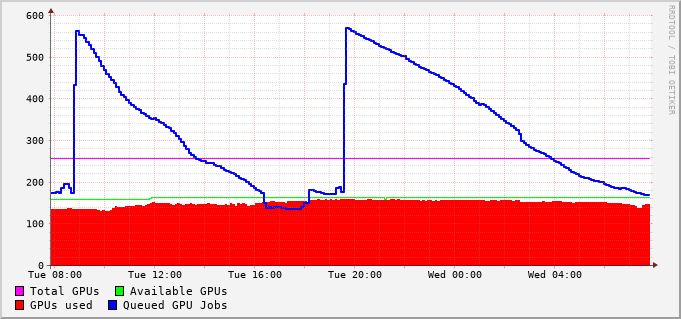 RRDTOOL / TOBI OETIKER
600
500
400
300
200
100
0
Tue 08:00 Tue 12:00 Tue 16:00 Tue 20:00 Wed 00:00 Wed 04:00
Total GPUs Available GPUs
GPUs used Queued GPU Jobs